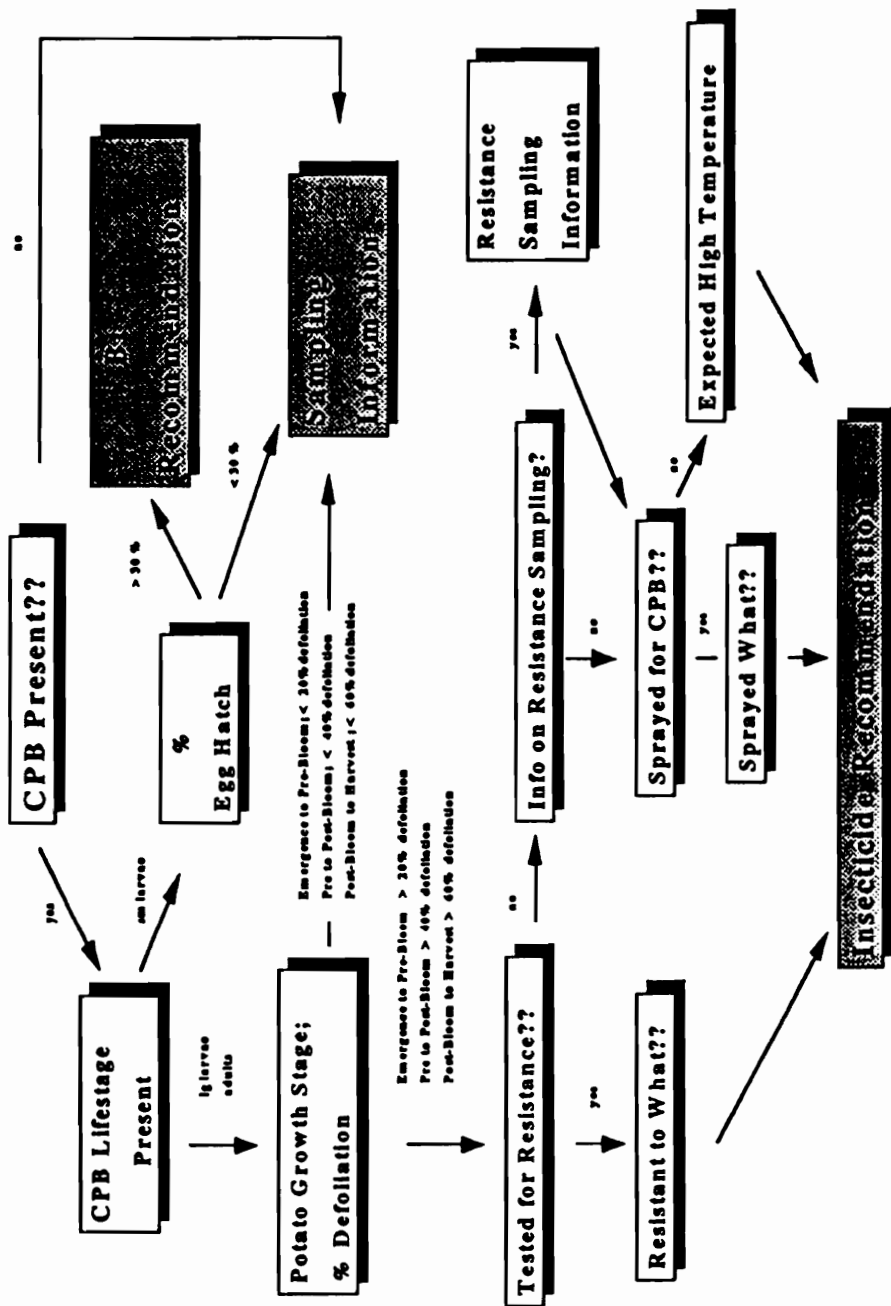 CPB Present??
yes
no
CPB Lifestage
Present
sm larvae
%
Egg Hatch
> 30 %
< 30 %
Bt
Recommendation
lg larvae
adults
Sampling
Information
Potato Growth Stage;
% Defoliation
Emergence to Pre-Bloom; < 20% defoliation
Pre to Post-Bloom; < 40% defoliation
Post-Bloom to Harvest ; < 60% defoliation
Emergence to Pre-Bloom > 20% defoliation
Pre to Post-Bloom > 40% defoliation
Post-Bloom to Harvest > 60% defoliation
Tested for Resistance??
no
Info on Resistance Sampling?
yes
Resistance
Sampling
Information
yes
no
Resistant to What??
Sprayed for CPB??
no
Expected High Temperature
yes
Sprayed What??
Insecticide Recommendation